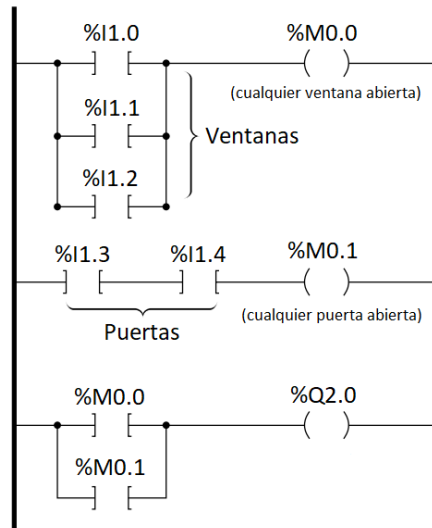 %I1.0 %M0.0
(cualquier ventana abierta)
%I1.1
Ventanas
%I1.2
%I1.3 %I1.4 %M0.1
(cualquier puerta abierta)
Puertas
%M0.0 %Q2.0
%M0.1